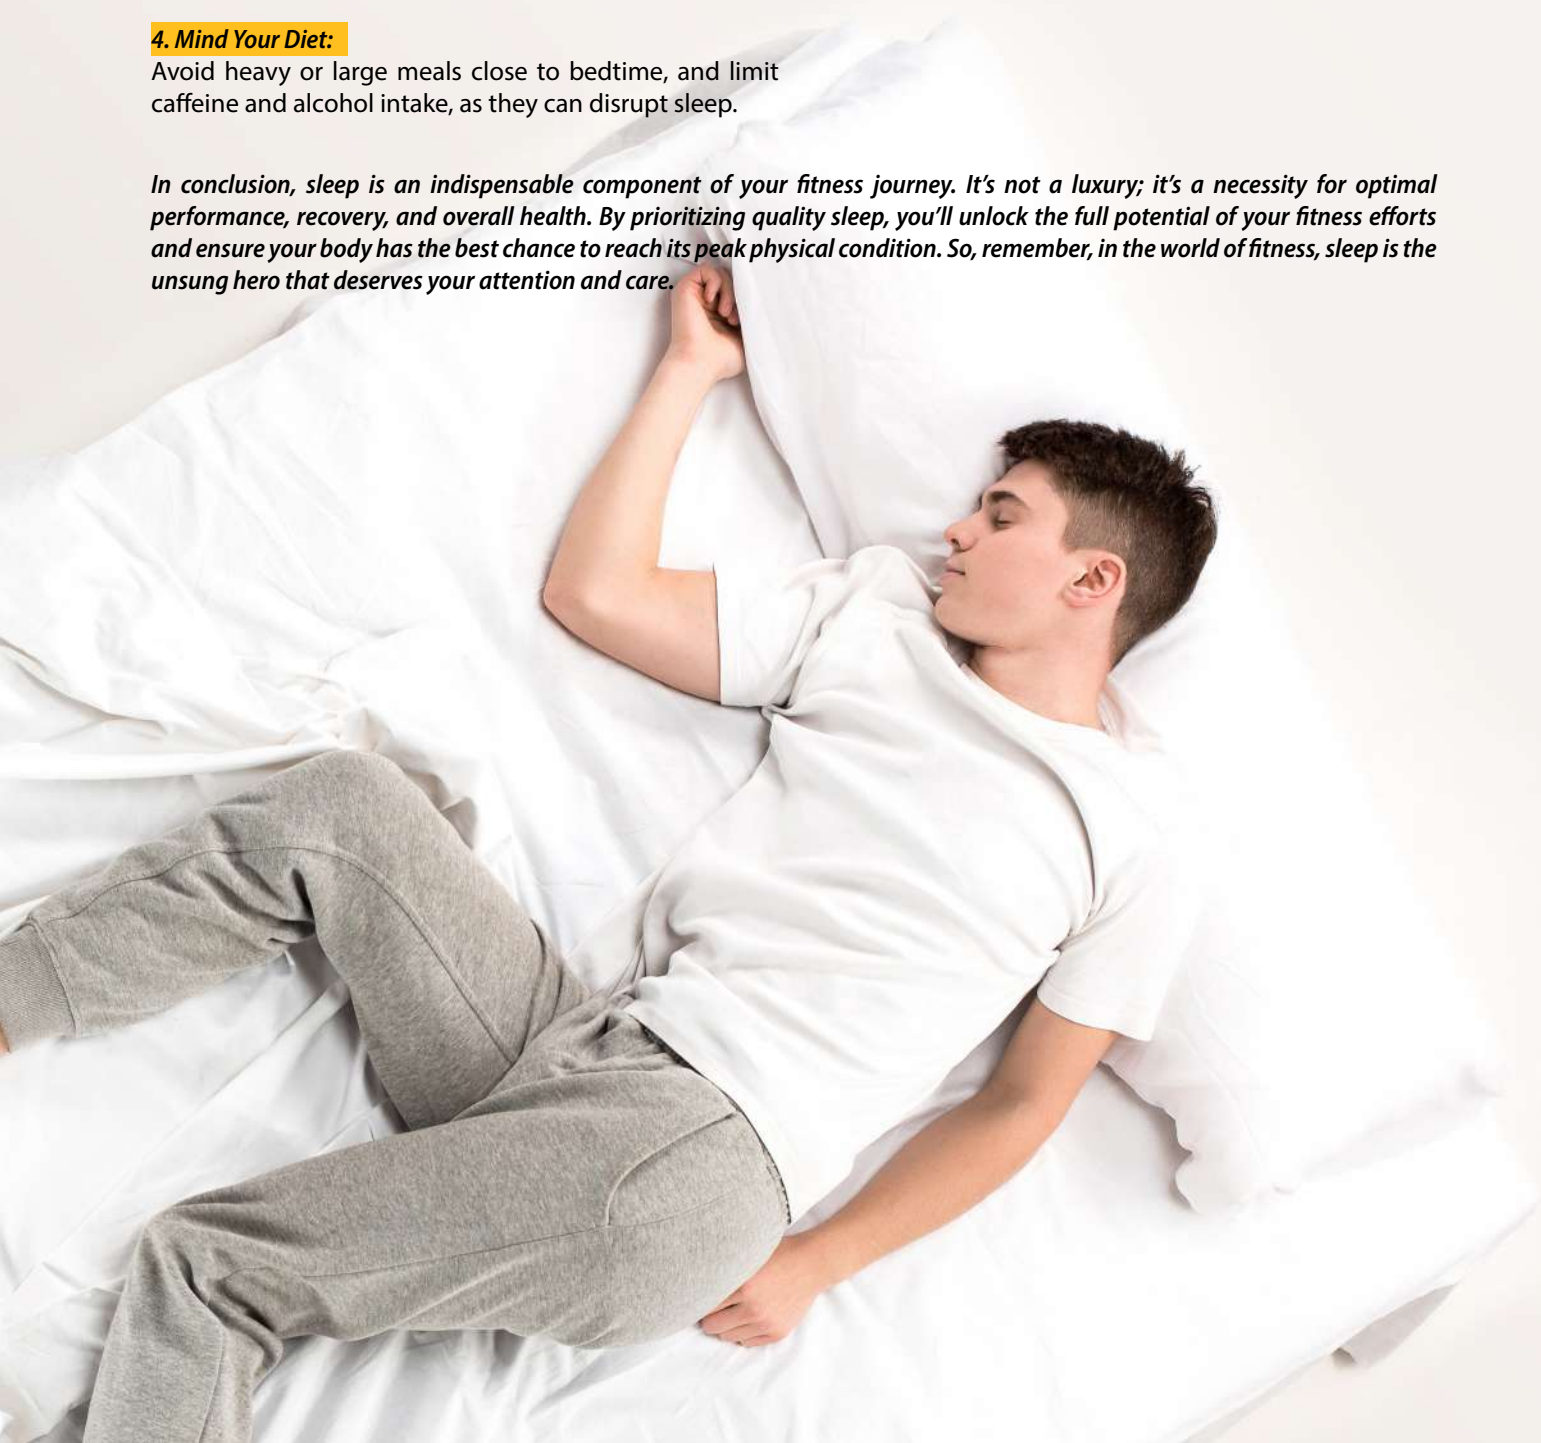 4. Mind Your Diet:
Avoid heavy or large meals close to bedtime, and limit
caffeine and alcohol intake, as they can disrupt sleep.
In conclusion, sleep is an indispensable component of your fitness journey. It’s not a luxury; it’s a necessity for optimal
performance, recovery, and overall health. By prioritizing quality sleep, you’ll unlock the full potential of your fitness efforts
and ensure your body has the best chance to reach its peak physical condition. So, remember, in the world of fitness, sleep is the
unsung hero that deserves your attention and care.